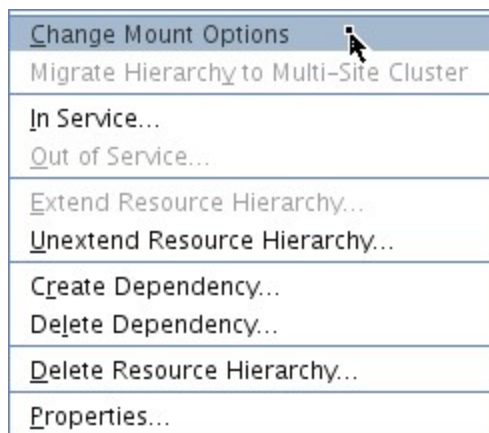 Change Mount Options
Migrate Hierarchy to Multi-Site Cluster
In Service...
Out of Service...
Extend Resource Hierarchy...
Unextend Resource Hierarchy...
Create Dependency...
Delete Dependency...
Delete Resource Hierarchy...
Properties...